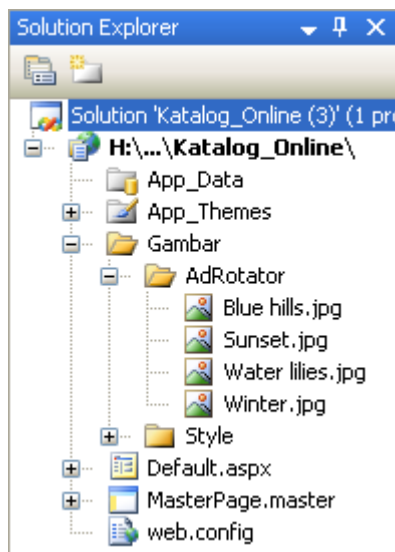 Solution Explorer
Solution 'Katalog_Online (3)' (1 pro
H:\...\Katalog_Online\
App_Data
App_Themes
Gambar
AdRotator
Blue hills.jpg
Sunset.jpg
Water lilies.jpg
Winter.jpg
Style
Default.aspx
MasterPage.master
web.config